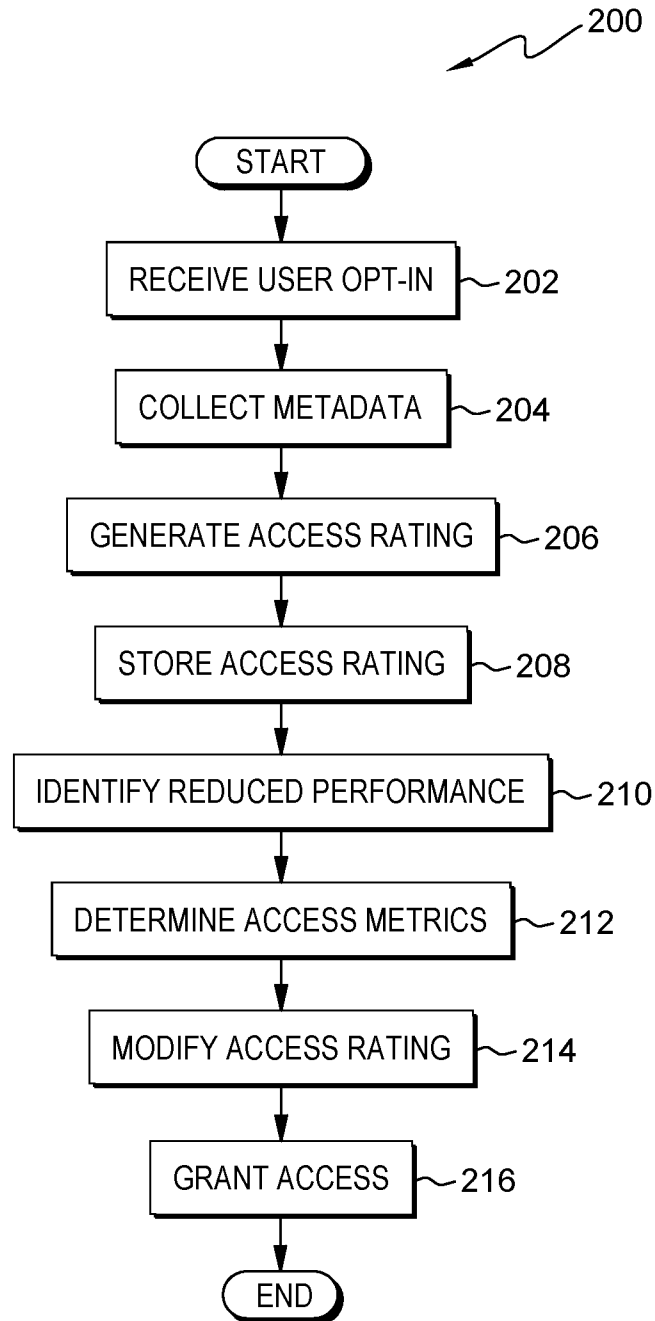 200
START
RECEIVE USER OPT-IN 202
COLLECT METADATA 204
GENERATE ACCESS RATING 206
STORE ACCESS RATING 208
IDENTIFY REDUCED PERFORMANCE 210
DETERMINE ACCESS METRICS 212
MODIFY ACCESS RATING 214
GRANT ACCESS 216
END